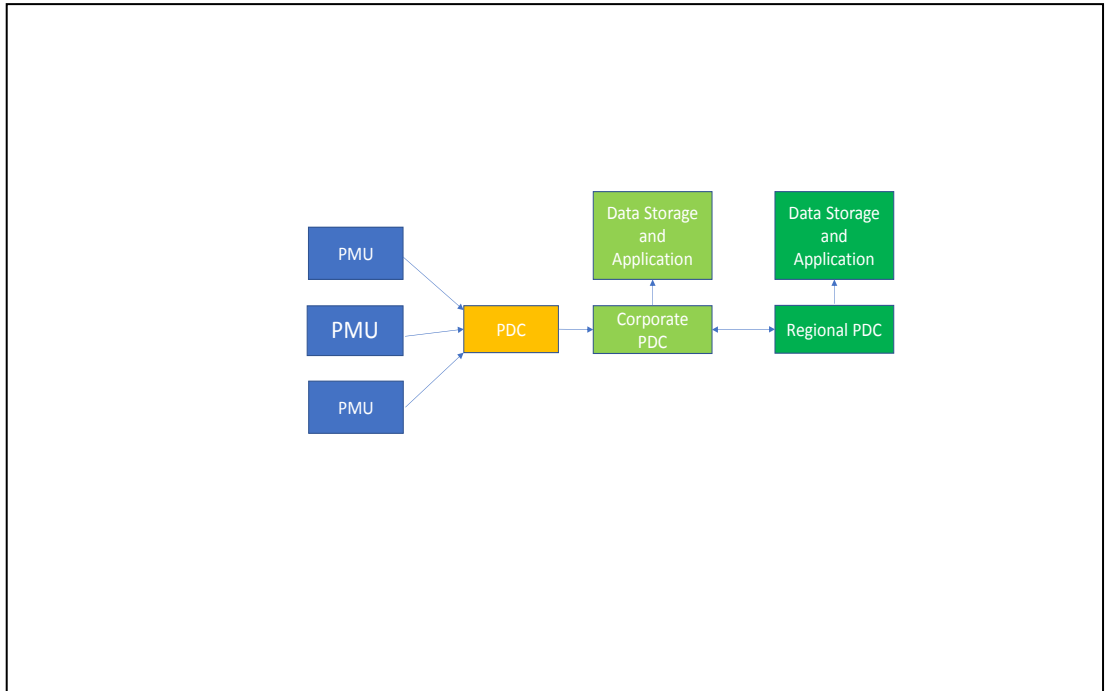 PMU
PMU
PMU
PDC
Data Storage
and
Application
Corporate
PDC
Data Storage
and
Application
Regional PDC